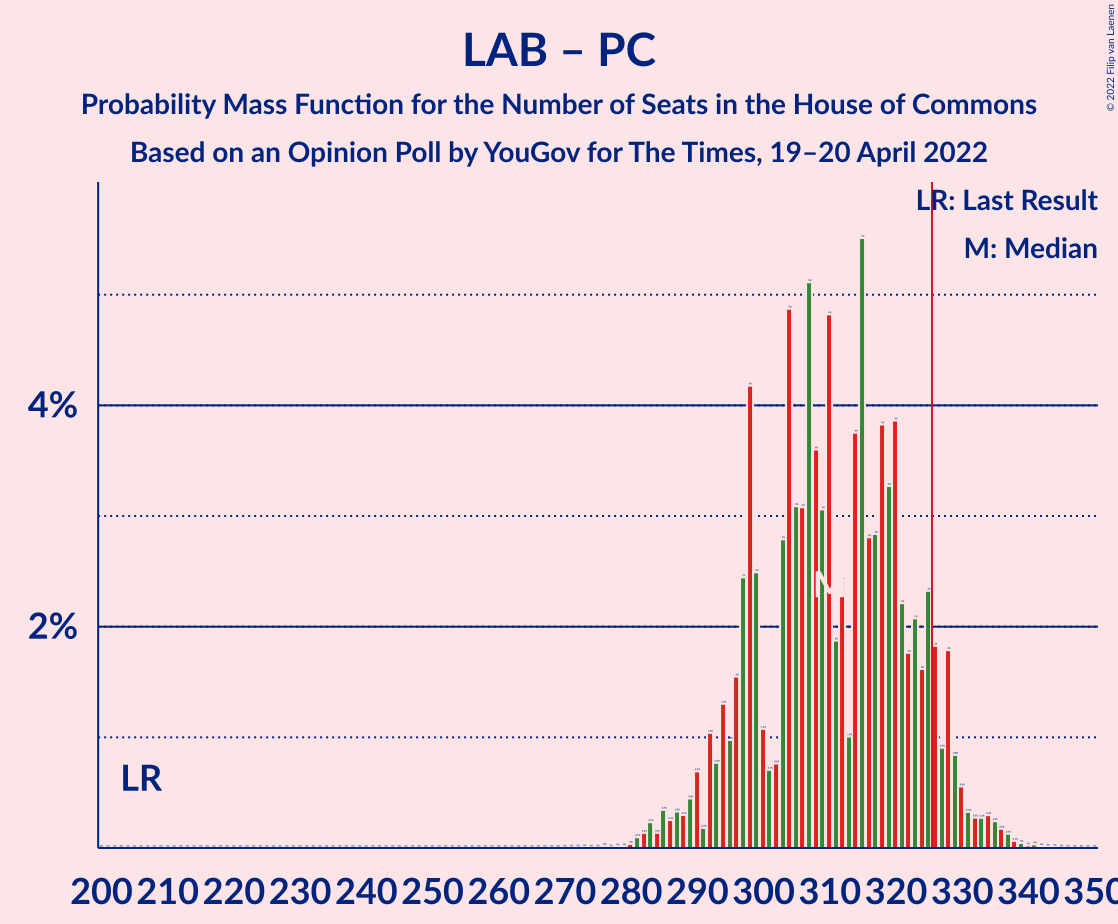 LAB – PC
Probability Mass Function for the Number of Seats in the House of Commons
Based on an Opinion Poll by YouGov for The Times, 19–20 April 2022
© 2022 Filip van Laenen
LR: Last Result
M: Median
4%
2%
M
LR
200 210 220 230 240 250 260 270 280 290 300 310 320 330 340 350